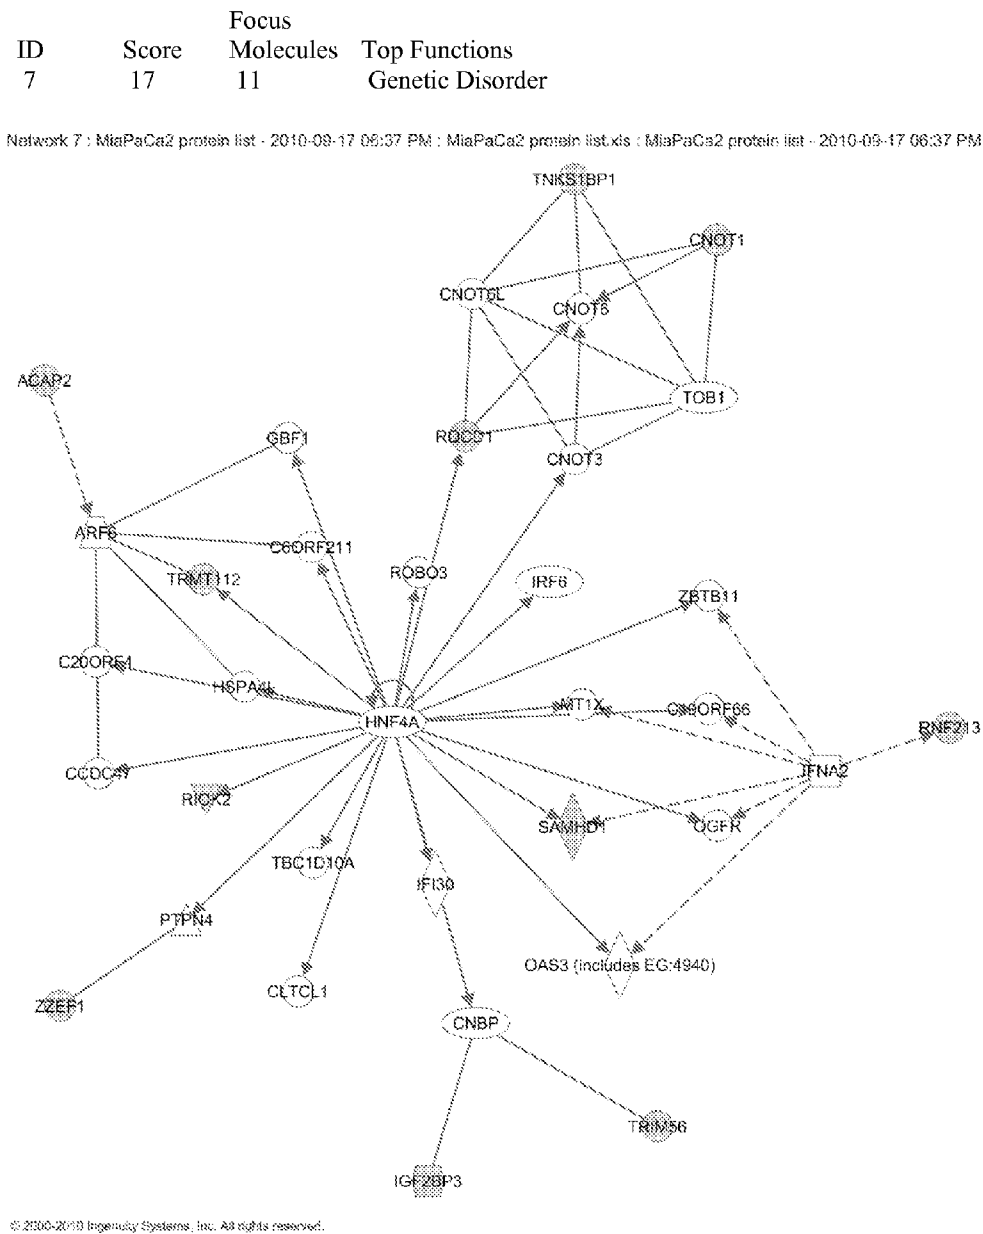 Focus
ID Score Molecules Top Functions
7 17 11 Genetic Disorder
Network 7 : MiaPaCa2 protein list - 2010-09-17 06:37 PM : MiaPaCa2 protein list.xls : MiaPaCa2 protein list - 2010-09-17 06:37 PM
TNKS1BP1
CNOT1
CNOT6L
CNOT6
ACAP2
TOB1
GBF1
RQCD1
CNOT3
ARF6
C6ORF211
ROBO3
IRF6
TRMT112
ZBTB11
C20ORF4
HSPA4L
MT1X
C19ORF66
HNF4A
RNF213
CCDC47
IFNA2
RIOK2
SAMHD1
OGFR
TBC1D10A
IFI30
PTPN4
OAS3 (includes EG:4940)
CLTCL1
ZZEF1
CNBP
TRIM56
IGF2BP3
© 2000-2010 Ingenuity Systems, Inc. All rights reserved.